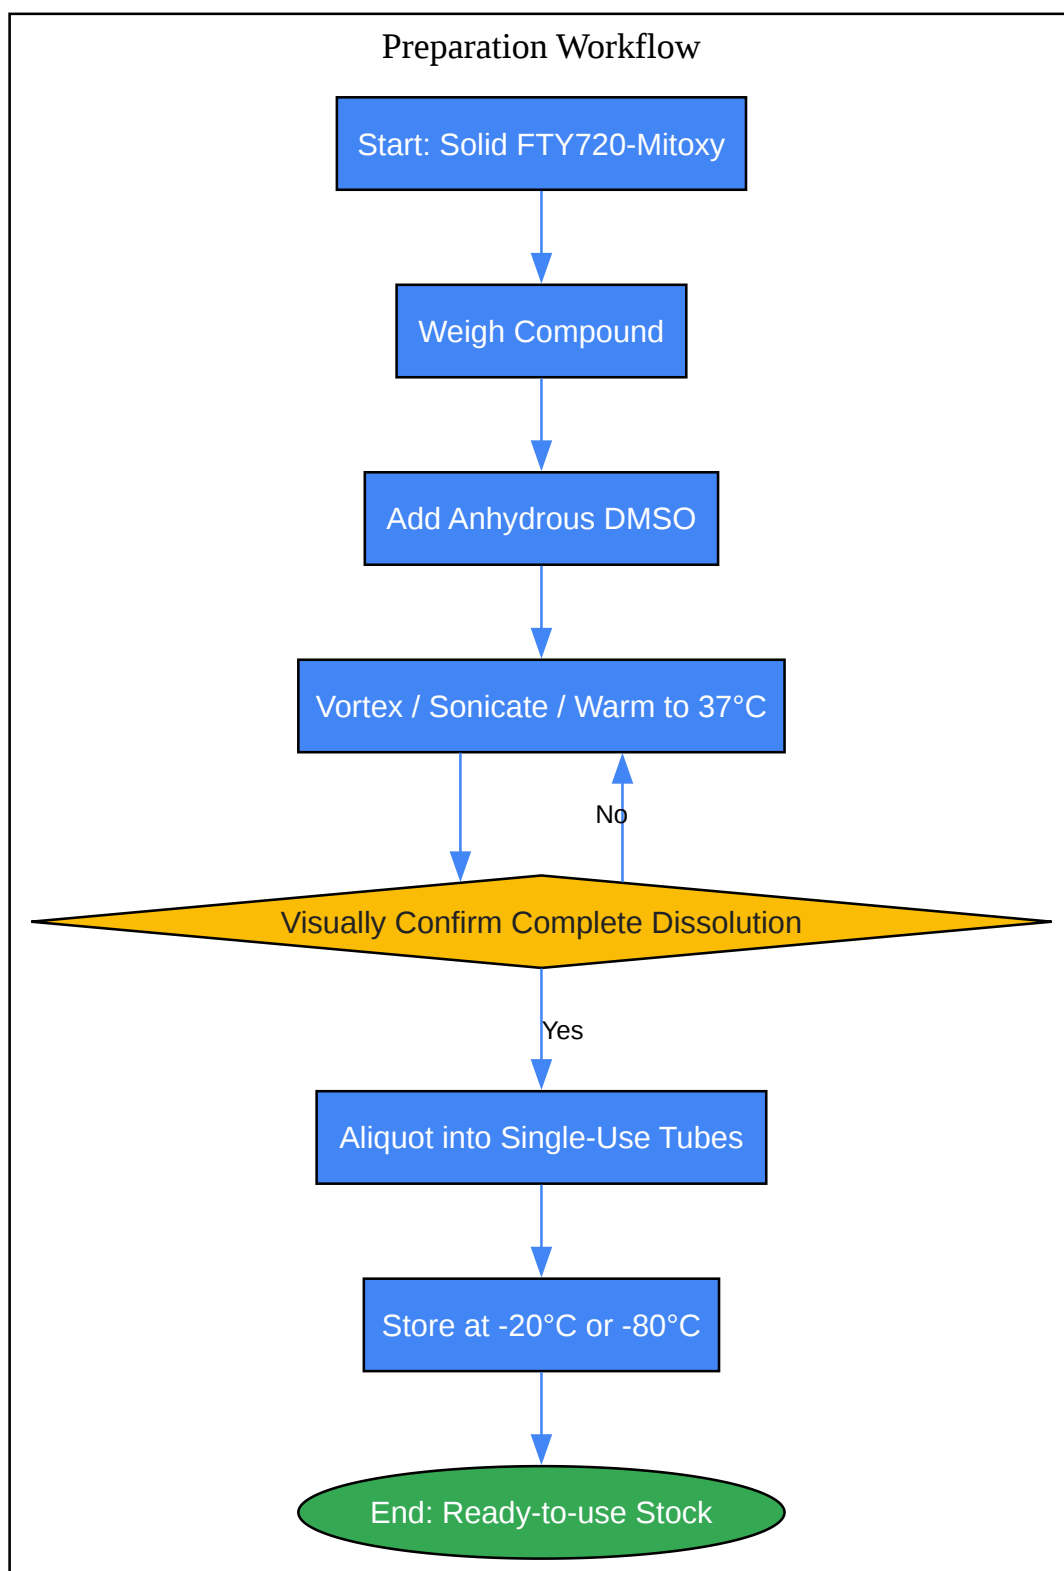 Preparation Workflow
Start: Solid FTY720-Mitoxy
Weigh Compound
Add Anhydrous DMSO
Vortex / Sonicate / Warm to 37°C
No
Visually Confirm Complete Dissolution
Yes
Aliquot into Single-Use Tubes
Store at -20°C or -80°C
End: Ready-to-use Stock